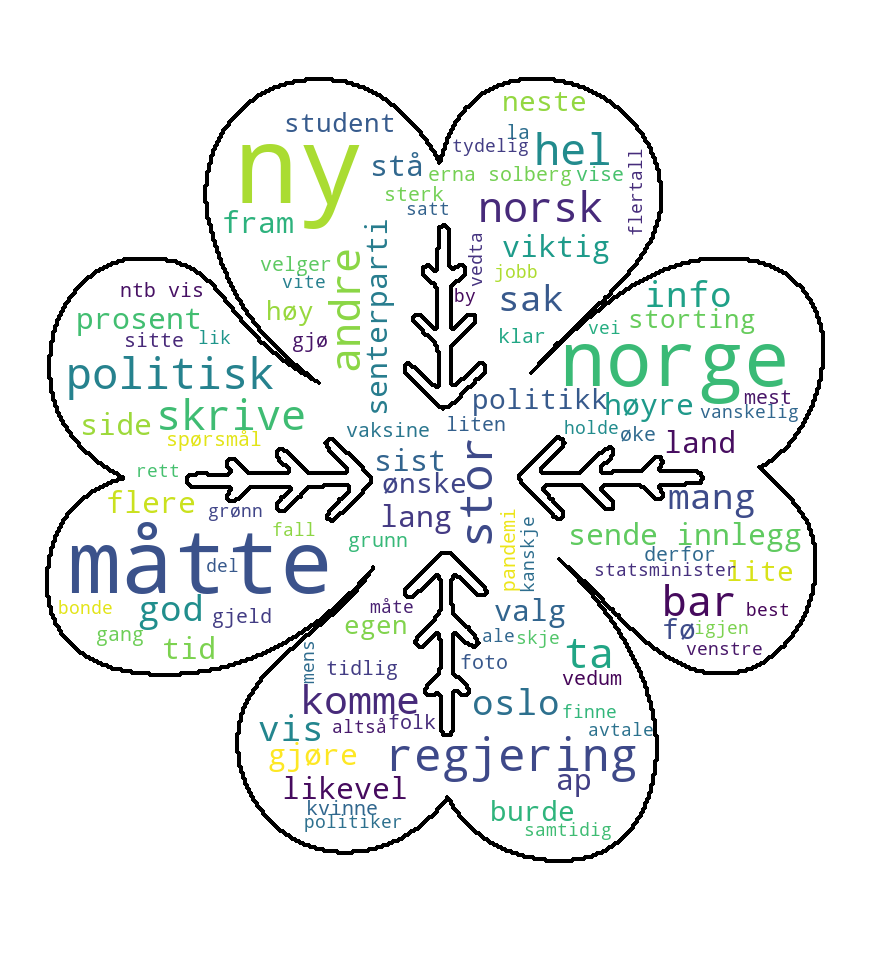 neste
student
la
tydelig
hel
ny
stå
erna solberg
vise
flertall
sterk
satt
norsk
fram
senterparti
vedta
viktig
andre
velger
jobb
vite
ntb vis
by
sak
info
høy
prosent
storting
vei
gjø
sitte
lik
klar
norge
politisk
mest
politikk
høyre
vanskelig
skrive
side
liten
holde
øke
vaksine
spørsmål
land
sist
stor
rett
ønske
mang
flere
grønn
lang
pandemi
kanskje
fall
grunn
sende innlegg
måtte
derfor
del
statsminister
lite
bonde
god
gjeld
måte
valg
bar
best
egen
fø
igjen
gang
ale
skje
tid
mens
ta
venstre
tidlig
foto
vedum
komme
oslo
finne
vis
altså
folk
avtale
gjøre
regjering
ap
likevel
kvinne
burde
politiker
samtidig